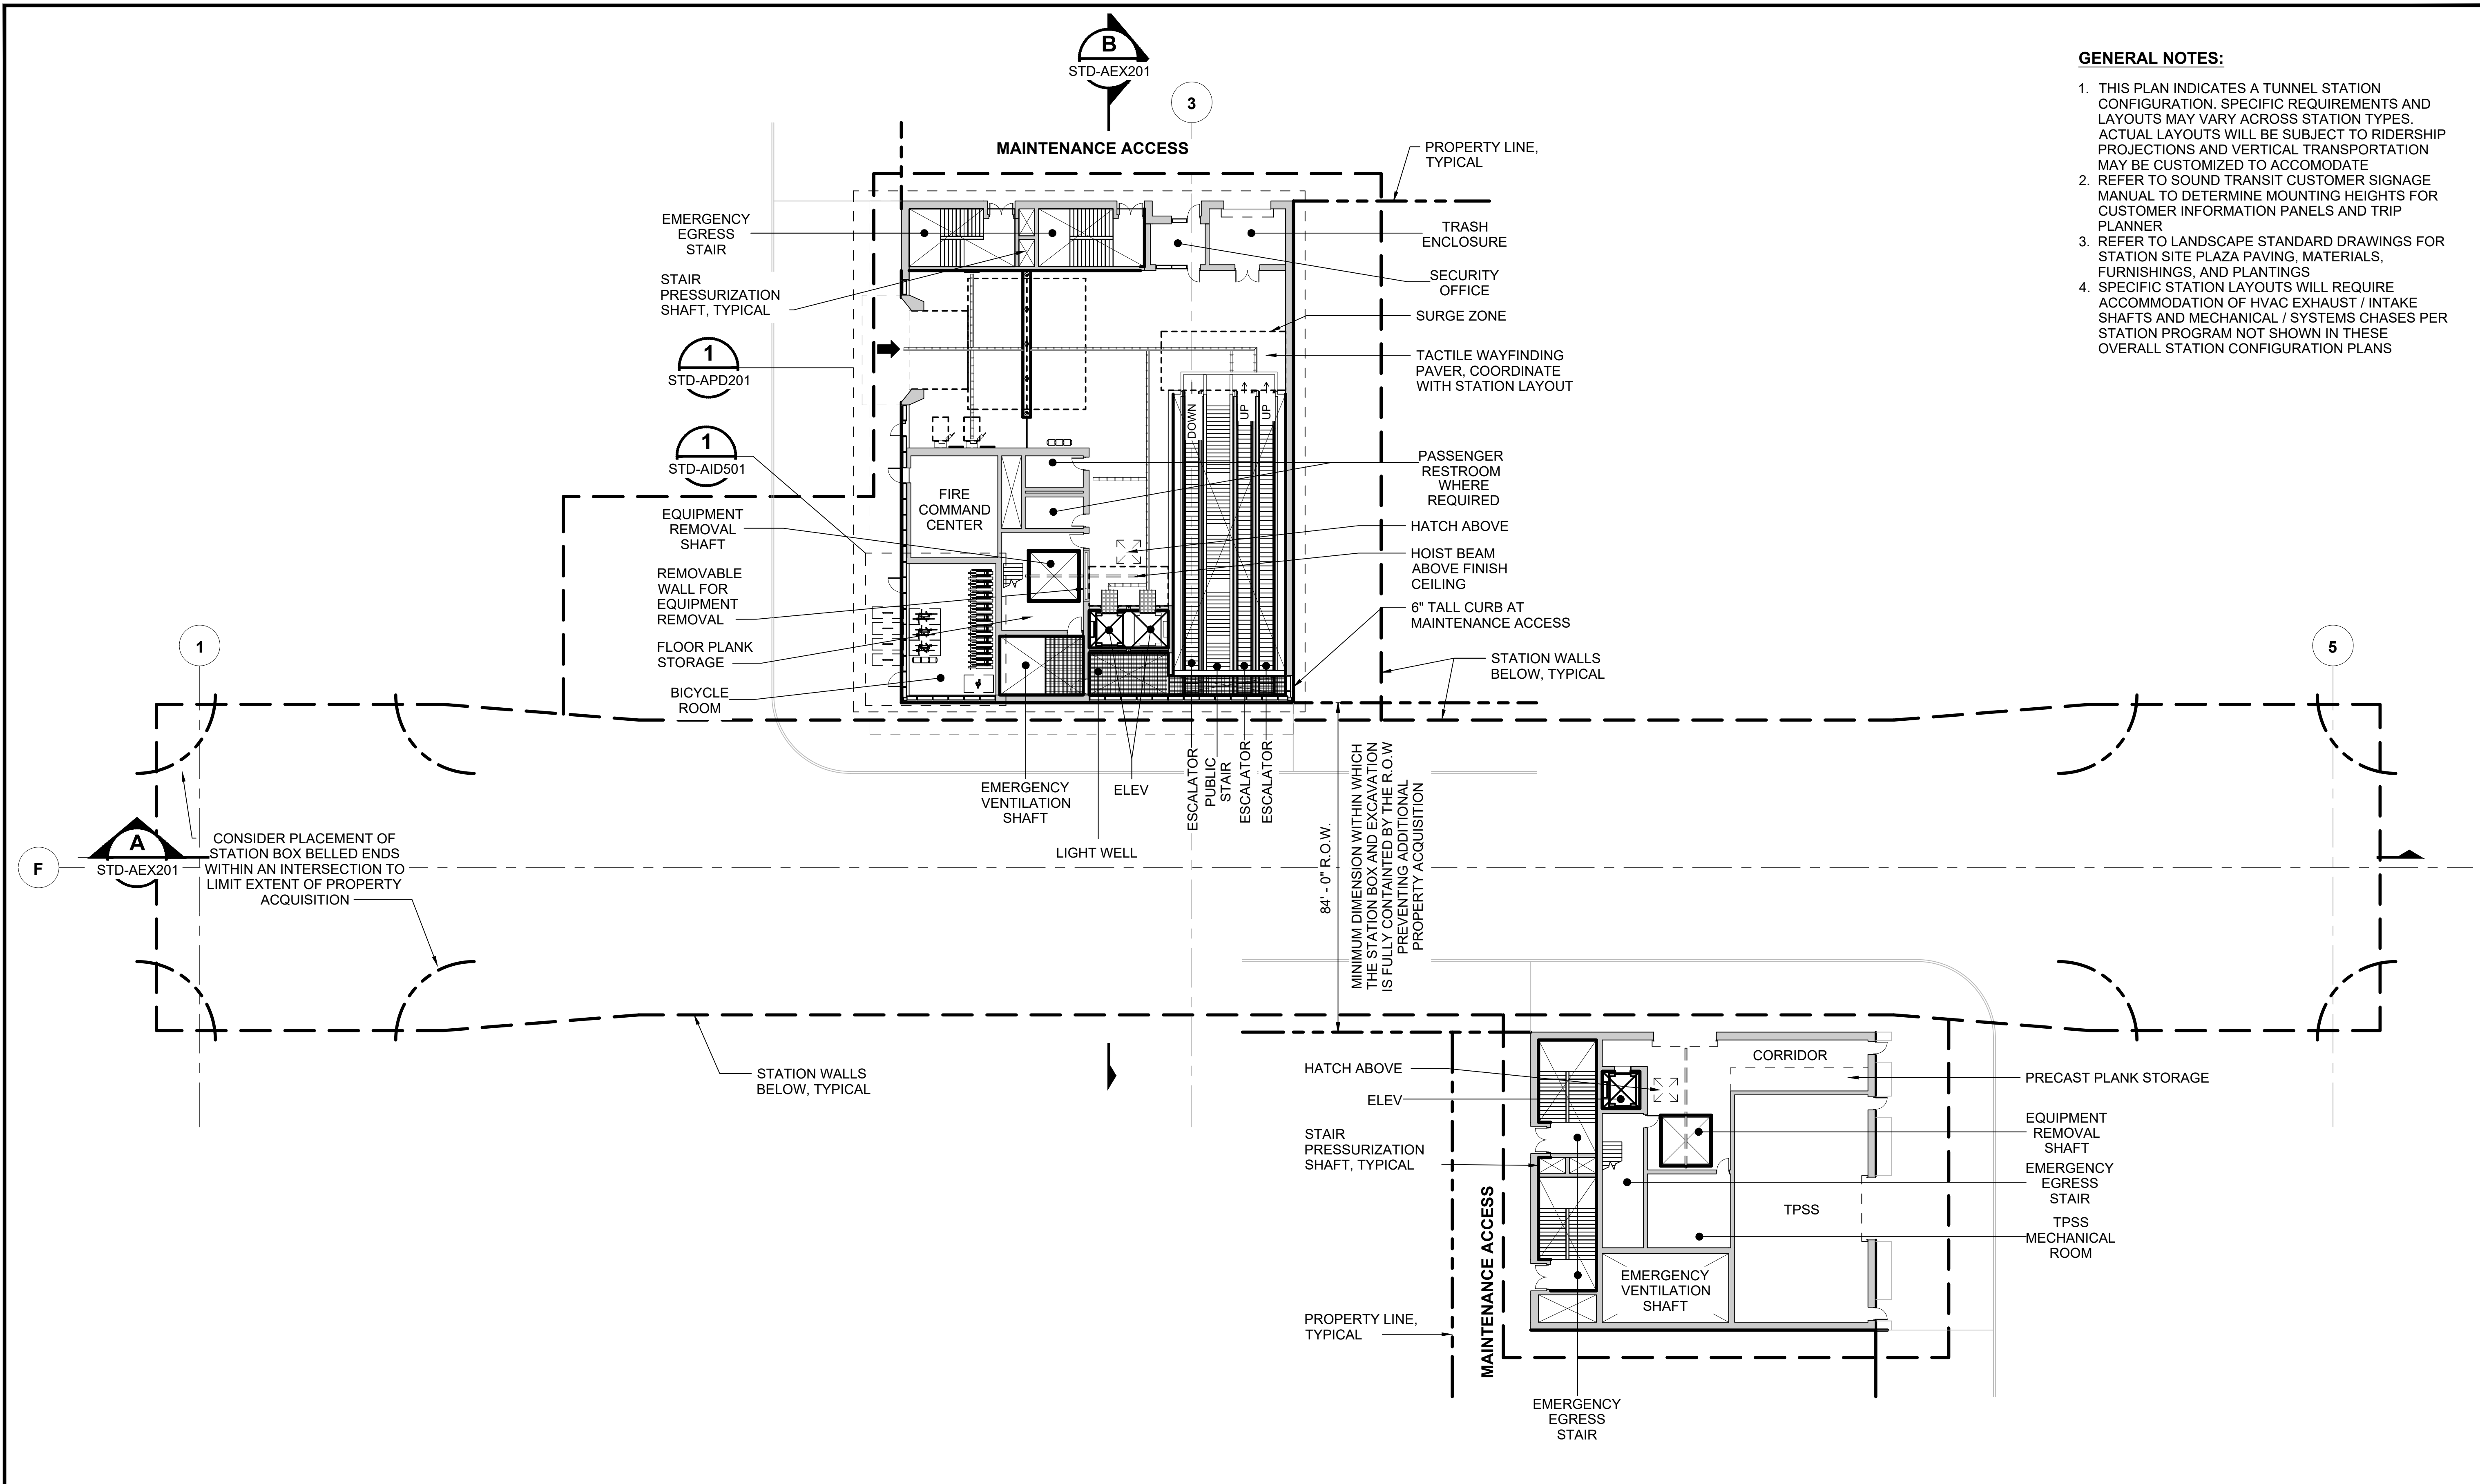 B
STD-AEX201
3
MAINTENANCE ACCESS
GENERAL NOTES:
1. THIS PLAN INDICATES A TUNNEL STATION
CONFIGURATION. SPECIFIC REQUIREMENTS AND
LAYOUTS MAY VARY ACROSS STATION TYPES.
ACTUAL LAYOUTS WILL BE SUBJECT TO RIDERSHIP
PROJECTIONS AND VERTICAL TRANSPORTATION
MAY BE CUSTOMIZED TO ACCOMODATE
2. REFER TO SOUND TRANSIT CUSTOMER SIGNAGE
MANUAL TO DETERMINE MOUNTING HEIGHTS FOR
CUSTOMER INFORMATION PANELS AND TRIP
PLANNER
3. REFER TO LANDSCAPE STANDARD DRAWINGS FOR
STATION SITE PLAZA PAVING, MATERIALS,
FURNISHINGS, AND PLANTINGS
4. SPECIFIC STATION LAYOUTS WILL REQUIRE
ACCOMMODATION OF HVAC EXHAUST / INTAKE
SHAFTS AND MECHANICAL / SYSTEMS CHASES PER
STATION PROGRAM NOT SHOWN IN THESE
OVERALL STATION CONFIGURATION PLANS
EMERGENCY
EGRESS
STAIR
STAIR
PRESSURIZATION
SHAFT, TYPICAL
1
STD-APD201
1
STD-AID501
EQUIPMENT
REMOVAL
SHAFT
REMOVABLE
WALL FOR
EQUIPMENT
REMOVAL
FLOOR PLANK
STORAGE
BICYCLE
ROOM
FIRE
COMMAND
CENTER
DOWN
UP
UP
PROPERTY LINE,
TYPICAL
TRASH
ENCLOSURE
SECURITY
OFFICE
SURGE ZONE
TACTILE WAYFINDING
PAVER, COORDINATE
WITH STATION LAYOUT
PASSENGER
RESTROOM
WHERE
REQUIRED
HATCH ABOVE
HOIST BEAM
ABOVE FINISH
CEILING
6" TALL CURB AT
MAINTENANCE ACCESS
STATION WALLS
BELOW, TYPICAL
1
5
EMERGENCY
VENTILATION
SHAFT
ELEV
LIGHT WELL
ESCALATOR
PUBLIC
STAIR
ESCALATOR
ESCALATOR
84' - 0" R.O.W.
MINIMUM DIMENSION WITHIN WHICH
THE STATION BOX AND EXCAVATION
IS FULLY CONTAINTED BY THE R.O.W
PREVENTING ADDITIONAL
PROPERTY ACQUISITION
F
A
STD-AEX201
CONSIDER PLACEMENT OF
STATION BOX BELLED ENDS
WITHIN AN INTERSECTION TO
LIMIT EXTENT OF PROPERTY
ACQUISITION
STATION WALLS
BELOW, TYPICAL
HATCH ABOVE
ELEV
STAIR
PRESSURIZATION
SHAFT, TYPICAL
MAINTENANCE ACCESS
PROPERTY LINE,
TYPICAL
CORRIDOR
TPSS
EMERGENCY
VENTILATION
SHAFT
PRECAST PLANK STORAGE
EQUIPMENT
REMOVAL
SHAFT
EMERGENCY
EGRESS
STAIR
TPSS
MECHANICAL
ROOM
EMERGENCY
EGRESS
STAIR